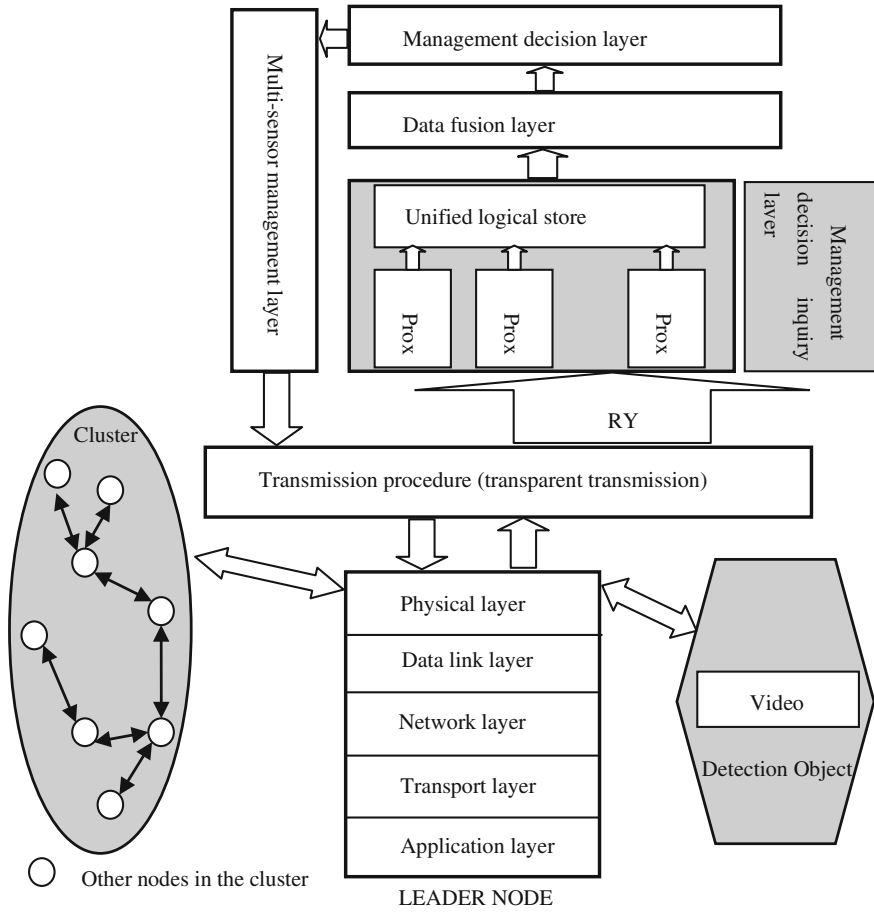 Management decision layer
Multi-sensor management layer
Data fusion layer
Unified logical store
Management
decision inquiry
laver
Prox
Prox
Prox
RY
Cluster
Transmission procedure (transparent transmission)
Physical layer
Data link layer
Network layer
Video
Detection Object
Transport layer
Application layer
Other nodes in the cluster
LEADER NODE